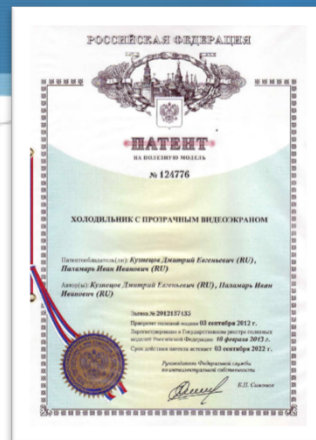 РОССИЙСКАЯ ФЕДЕРАЦИЯ
ПАТЕНТ
НА ПОЛЕЗНУЮ МОДЕЛЬ
№ 124776
ХОЛОДИЛЬНИК С ПРОЗРАЧНЫМ ВИДЕОЭКРАНОМ
Патентообладатель(ли): Кузнецов Дмитрий Евгеньевич (RU),
Паламарь Иван Иванович (RU)
Автор(ы): Кузнецов Дмитрий Евгеньевич (RU), Паламарь Иван
Иванович (RU)
Заявка № 2012137133
Приоритет полезной модели 03 сентября 2012 г.
Зарегистрировано в Государственном реестре полезных
моделей Российской Федерации 10 февраля 2013 г.
Срок действия патента истекает 03 сентября 2022 г.
Руководитель Федеральной службы
по интеллектуальной собственности
Б.П. Симонов